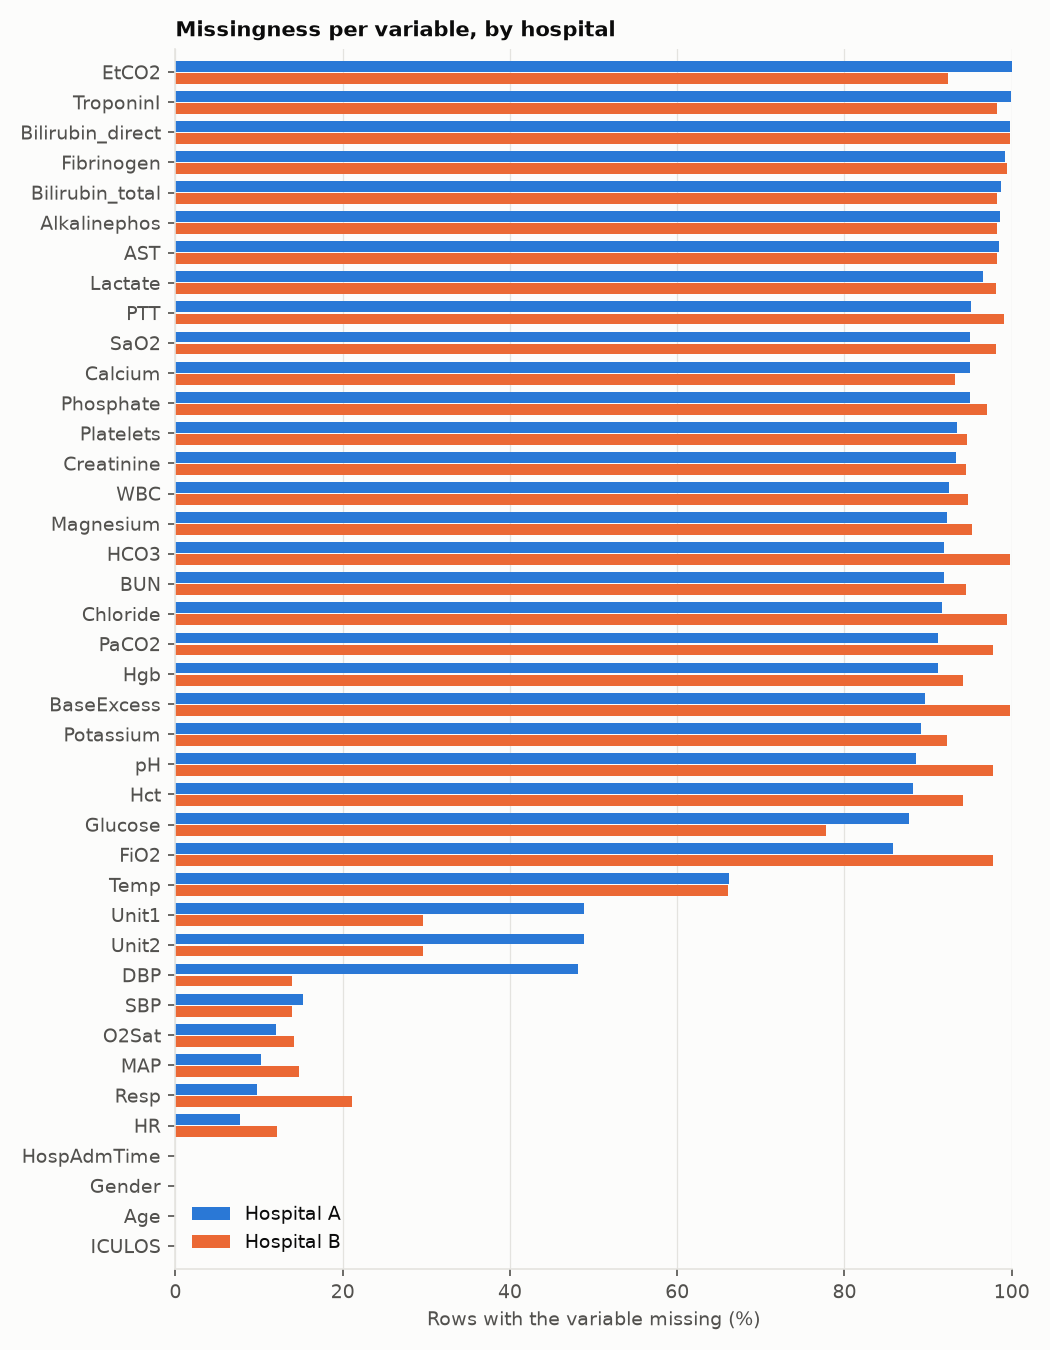 Missingness per variable, by hospital
EtCO2
TroponinI
Bilirubin_direct
Fibrinogen
Bilirubin_total
Alkalinephos
AST
Lactate
PTT
SaO2
Calcium
Phosphate
Platelets
Creatinine
WBC
Magnesium
HCO3
BUN
Chloride
PaCO2
Hgb
BaseExcess
Potassium
pH
Hct
Glucose
FiO2
Temp
Unit1
Unit2
DBP
SBP
O2Sat
MAP
Resp
HR
HospAdmTime
Gender
Age
ICULOS
Hospital A
Hospital B
0 20 40 60 80 100
Rows with the variable missing (%)